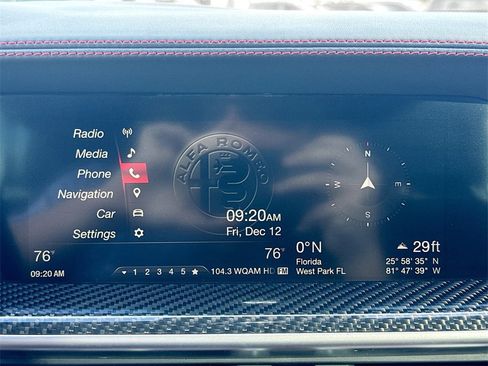 Radio
Media
Phone
Navigation
Car
Settings
ALFA ROMEO
N
W
E
S
09:20AM
Fri, Dec 12
76°
09:20 AM
76°
1 2 3 4 5
104.3 WQAM HD FM
0° N
Florida
West Park FL
29ft
25° 58' 35" N
81° 47' 39" W